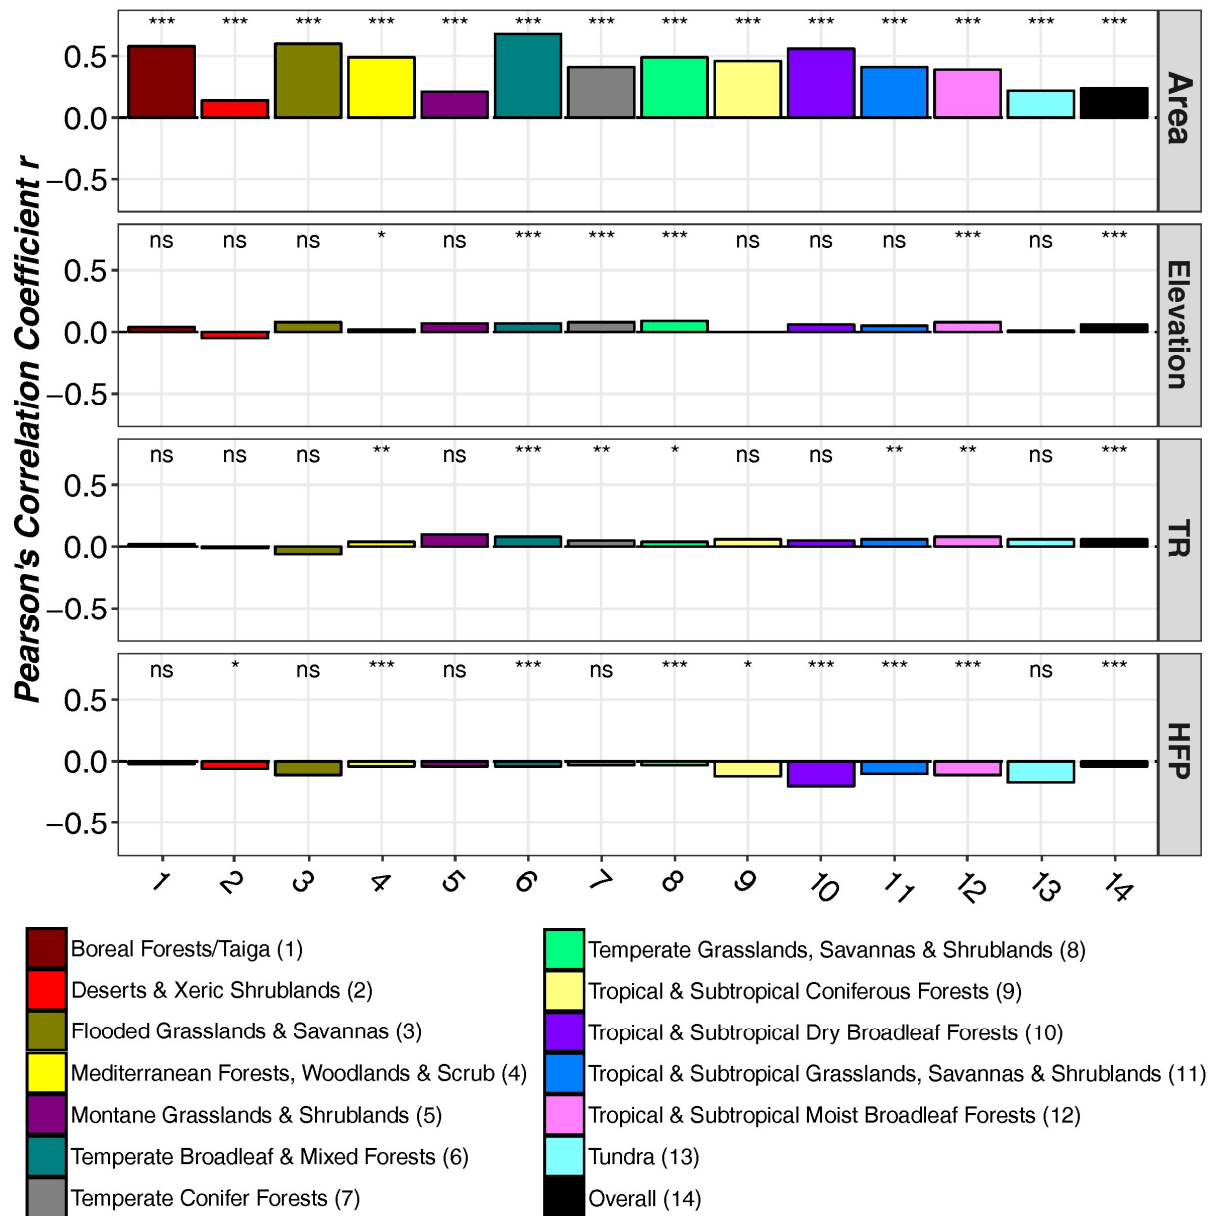 Pearson's Correlation Coefficient r
*** *** *** *** *** *** *** *** *** *** *** *** *** ***
0.5
0.0
−0.5
Area
ns ns ns * ns *** *** *** ns ns ns *** ns ***
0.5
0.0
−0.5
Elevation
ns ns ns ** ns *** ** * ns ns ** ** ns ***
0.5
0.0
−0.5
TR
ns * ns *** ns *** ns *** * *** *** *** ns ***
0.5
0.0
−0.5
HFP
1 2 3 4 5 6 7 8 9 10 11 12 13 14
Boreal Forests/Taiga (1)
Deserts & Xeric Shrublands (2)
Flooded Grasslands & Savannas (3)
Mediterranean Forests, Woodlands & Scrub (4)
Montane Grasslands & Shrublands (5)
Temperate Broadleaf & Mixed Forests (6)
Temperate Conifer Forests (7)
Temperate Grasslands, Savannas & Shrublands (8)
Tropical & Subtropical Coniferous Forests (9)
Tropical & Subtropical Dry Broadleaf Forests (10)
Tropical & Subtropical Grasslands, Savannas & Shrublands (11)
Tropical & Subtropical Moist Broadleaf Forests (12)
Tundra (13)
Overall (14)